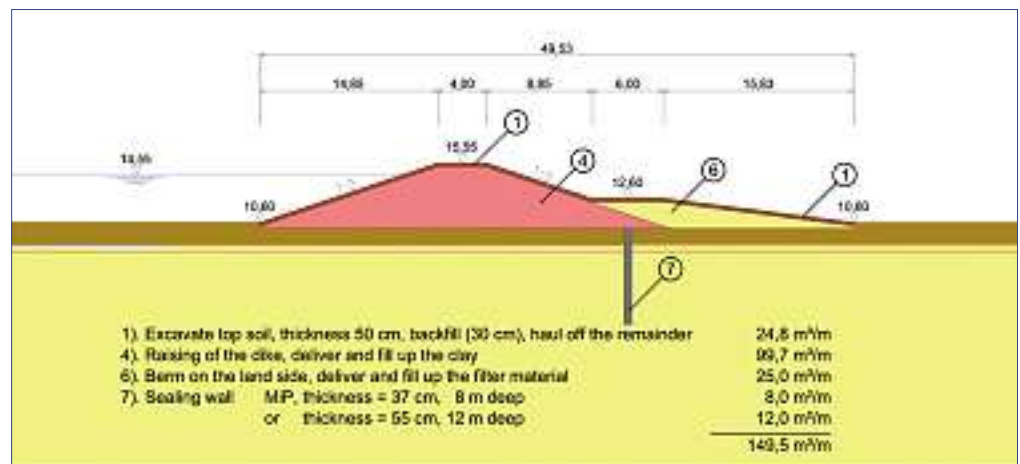 49,53
14,85 4,00 8,85 6,00 15,83
1
15,55
4
12,60
6
1
10,60
10,60
7
1). Excavate top soil, thickness 50 cm, backfill (30 cm), haul off the remainder 24,8 m³/m
4). Raising of the dike, deliver and fill up the clay 99,7 m³/m
6). Berm on the land side, deliver and fill up the filter material 25,0 m³/m
7). Sealing wall MiP, thickness = 37 cm, 8 m deep 8,0 m²/m
or thickness = 55 cm, 12 m deep 12,0 m²/m
149,5 m³/m